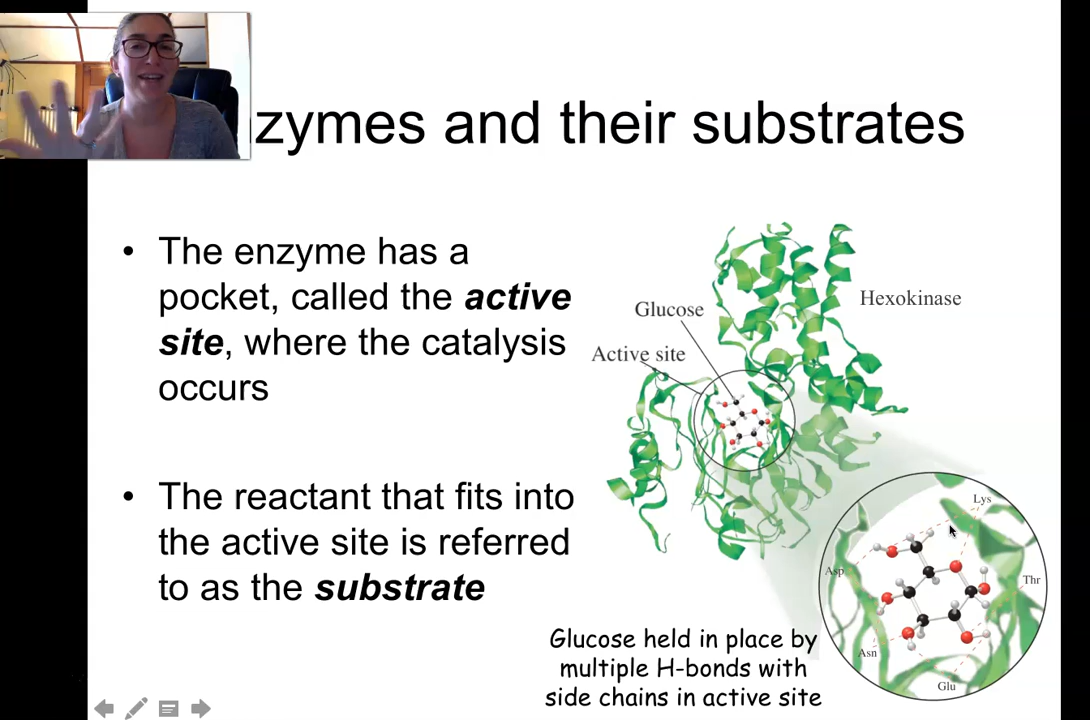 zymes and their substrates
• The enzyme has a
pocket, called the active
site, where the catalysis
occurs
• The reactant that fits into
the active site is referred
to as the substrate
Glucose
Hexokinase
Active site
Lys
Asp
Thr
Asn
Glu
Glucose held in place by
multiple H-bonds with
side chains in active site